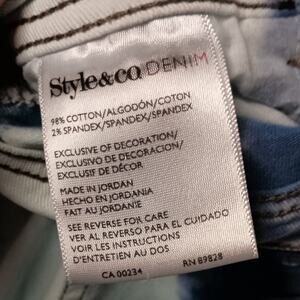 Style&co. DENIM
98% COTTON/ALGODÓN/COTON
2% SPANDEX/SPANDEX/SPANDEX
EXCLUSIVE OF DECORATION/
EXCLUSIVO DE DECORACION/
EXCLUSIF DE DÉCOR
MADE IN JORDAN
HECHO EN JORDANIA
FAIT AU JORDANIE
SEE REVERSE FOR CARE
VER AL REVERSO PARA EL CUIDADO
VOIR LES INSTRUCTIONS
D'ENTRETIEN AU DOS
CA 00234 RN 89828